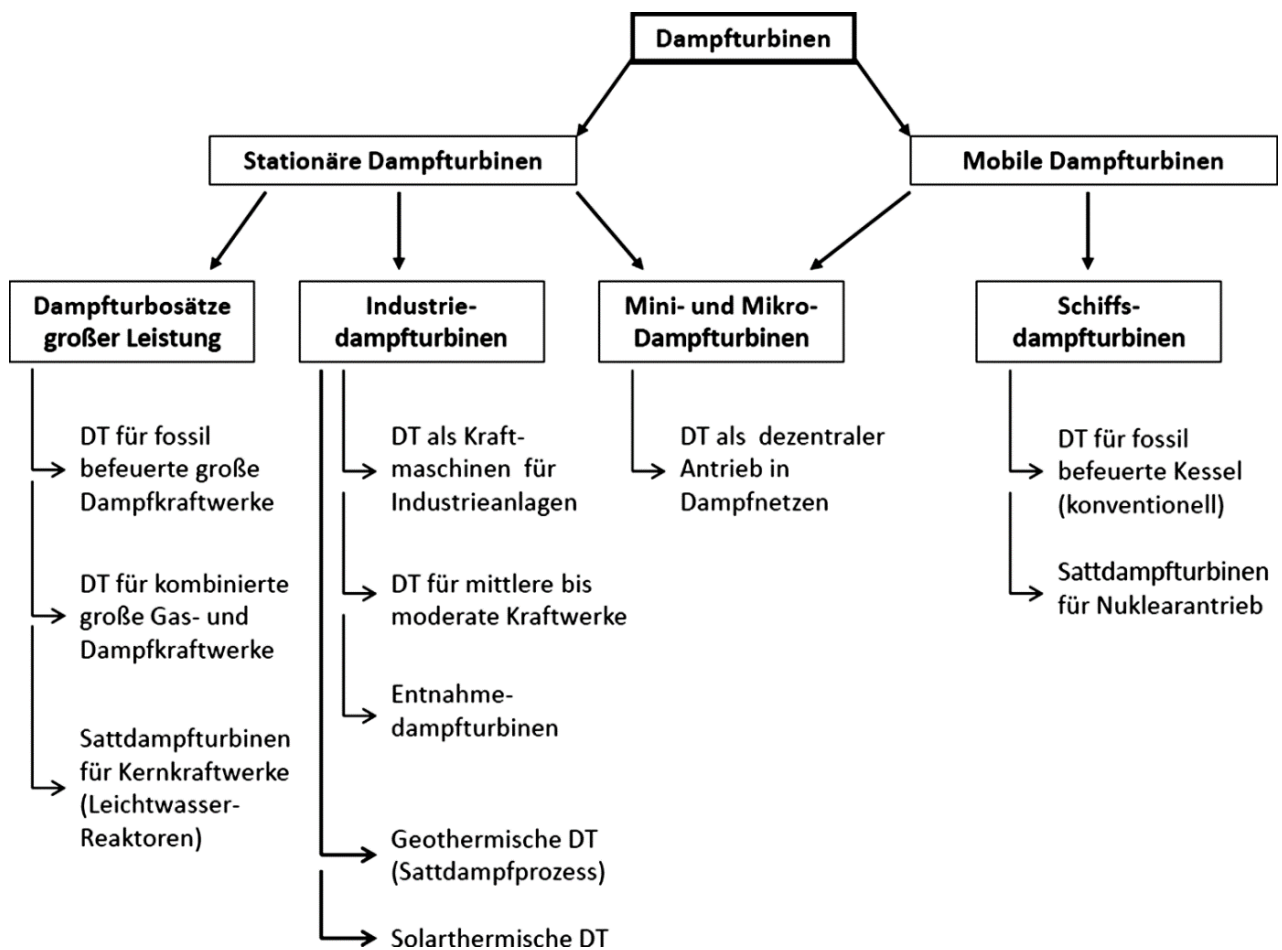 Dampfturbinen
Stationäre Dampfturbinen
Mobile Dampfturbinen
Dampfturbosätze
großer Leistung
Industrie-
dampfturbinen
Mini- und Mikro-
Dampfturbinen
Schiffs-
dampfturbinen
DT für fossil
befeuerte große
Dampfkraftwerke
DT für kombinierte
große Gas- und
Dampfkraftwerke
Sattdampfturbinen
für Kernkraftwerke
(Leichtwasser-
Reaktoren)
DT als Kraft-
maschinen für
Industrieanlagen
DT für mittlere bis
moderate Kraftwerke
Entnahme-
dampfturbinen
Geothermische DT
(Sattdampfprozess)
Solarthermische DT
DT als dezentraler
Antrieb in
Dampfnetzen
DT für fossil
befeuerte Kessel
(konventionell)
Sattdampfturbinen
für Nuklearantrieb